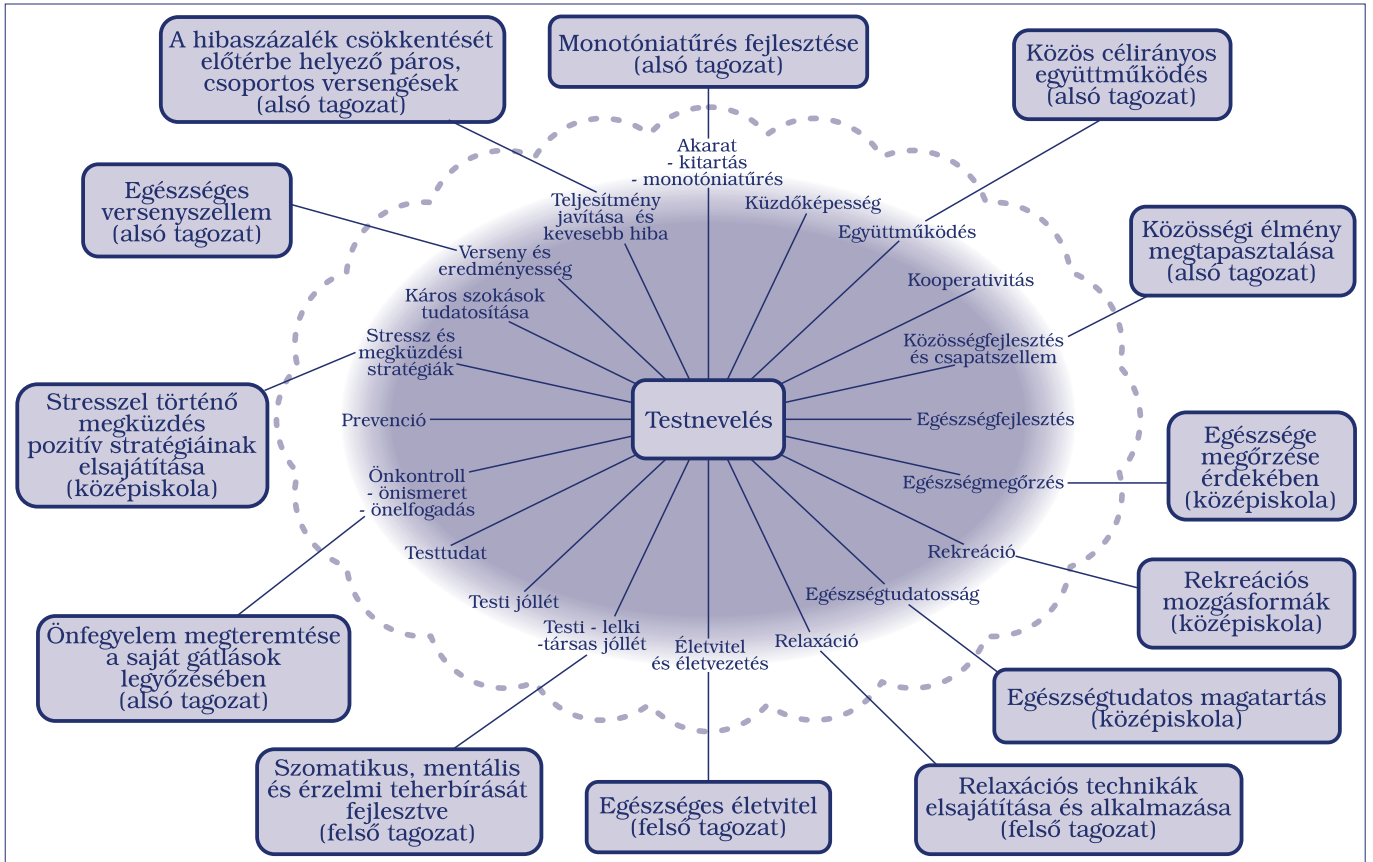 A hibaszázalék csökkentését
előtérbe helyező páros,
csoportos versengések
(alsó tagozat)
Monotóniatűrés fejlesztése
(alsó tagozat)
Közös célirányos
együttműködés
(alsó tagozat)
Egészséges
versenyszellem
(alsó tagozat)
Közösségi élmény
megtapasztalása
(alsó tagozat)
Akarat
- kitartás
- monotóniatűrés
Teljesítmény
javítása és
kevesebb hiba
Küzdőképesség
Együttműködés
Verseny és
eredményesség
Kooperativitás
Káros szokások
tudatosítása
Stressz és
megküzdési
stratégiák
Közösségfejlesztés
és csapatszellem
Stresszel történő
megküzdés
pozitív stratégiáinak
elsajátítása
(középiskola)
Prevenció
Testnevelés
Egészségfejlesztés
Egészsége
megőrzése
érdekében
(középiskola)
Önkontroll
- önismeret
- önelfogadás
Egészségmegőrzés
Testtudat
Rekreáció
Rekreációs
mozgásformák
(középiskola)
Testi jóllét
Egészségtudatosság
Testi - lelki
-társas jóllét
Életvitel
és életvezetés
Relaxáció
Önfegyelem megteremtése
a saját gátlások
legyőzésében
(alsó tagozat)
Egészségtudatos magatartás
(középiskola)
Szomatikus, mentális
és érzelmi teherbírását
fejlesztve
(felső tagozat)
Egészséges életvitel
(felső tagozat)
Relaxációs technikák
elsajátítása és alkalmazása
(felső tagozat)